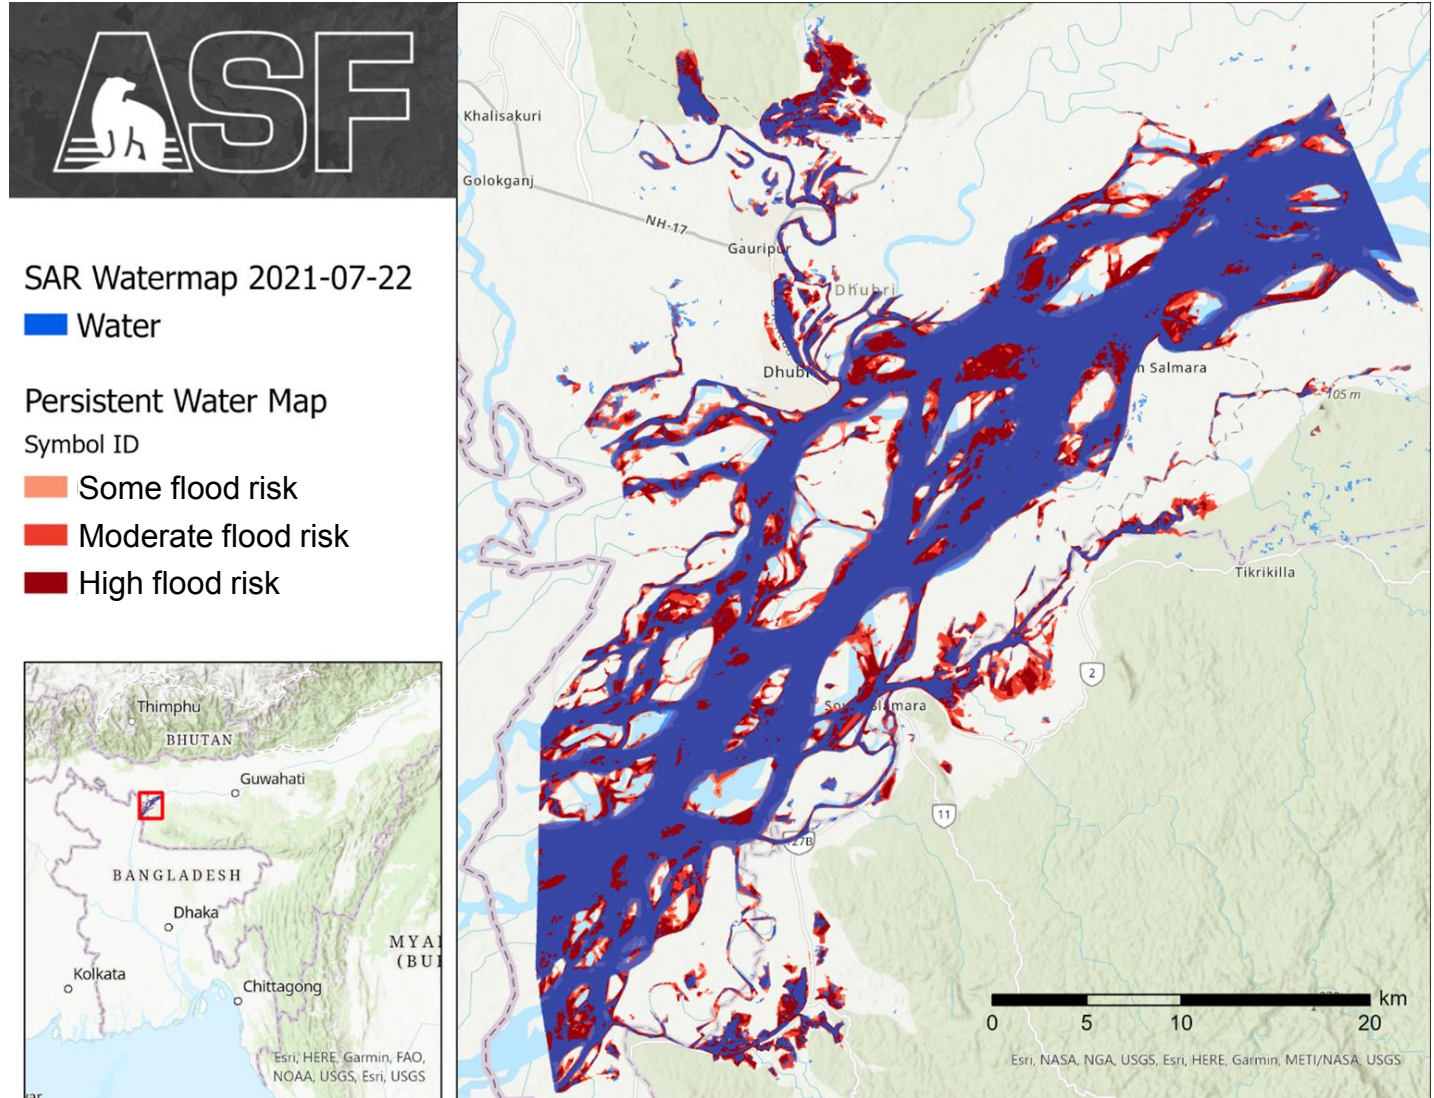 ASF
SAR Watermap 2021-07-22
Water
Persistent Water Map
Symbol ID
Some flood risk
Moderate flood risk
High flood risk
Thimphu
BHUTAN
Guwahati
BANGLADESH
Dhaka
Kolkata
Chittagong
Esri, HERE, Garmin, FAO,
NOAA, USGS, Esri, USGS
Khalisakuri
Golokganj
NH-17
Gauripur
Dhubri
Salmara
105 m
Tikrikilla
2
11
km
0 5 10 20
Esri, NASA, NGA, USGS, Esri, HERE, Garmin, METI/NASA, USGS